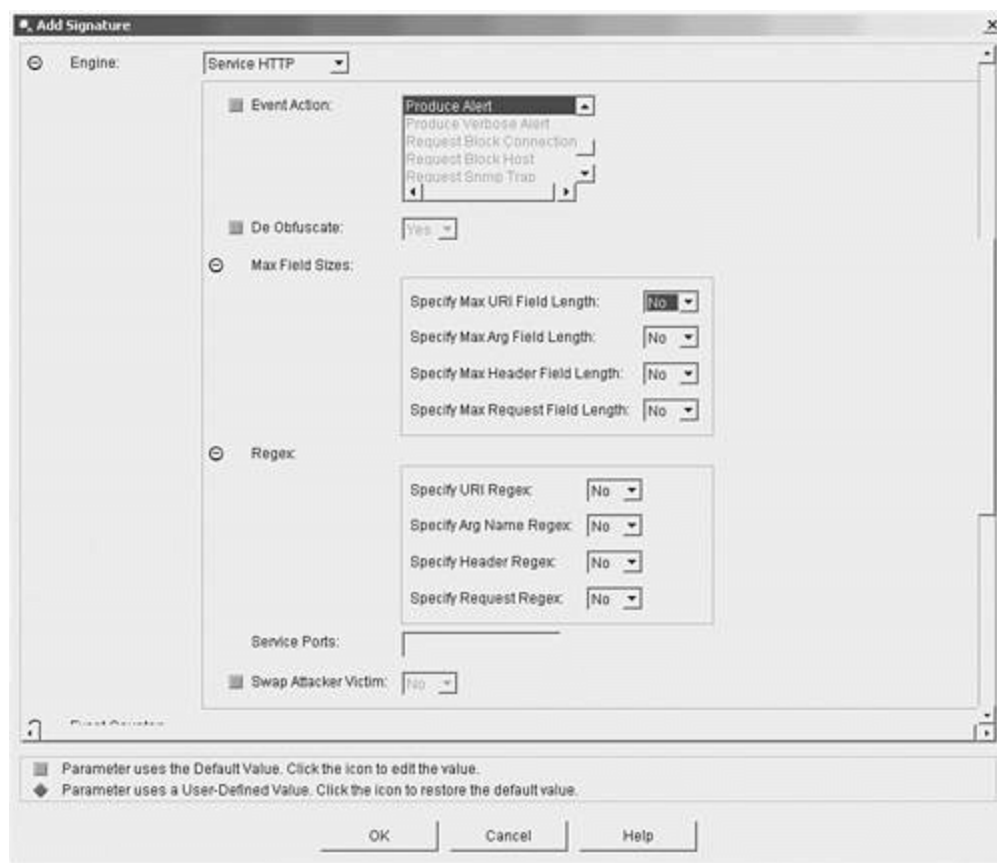 Add Signature
Engine: Service HTTP
Event Action: Produce Alert
Produce Verbose Alert
Request Block Connection
Request Block Host
Request Snmp Trap
De Obfuscate: Yes
Max Field Sizes:
Specify Max URI Field Length: No
Specify Max Arg Field Length: No
Specify Max Header Field Length: No
Specify Max Request Field Length: No
Regex:
Specify URI Regex: No
Specify Arg Name Regex: No
Specify Header Regex: No
Specify Request Regex: No
Service Ports:
Swap Attacker Victim: No
Parameter uses the Default Value. Click the icon to edit the value.
Parameter uses a User-Defined Value. Click the icon to restore the default value.
OK Cancel Help